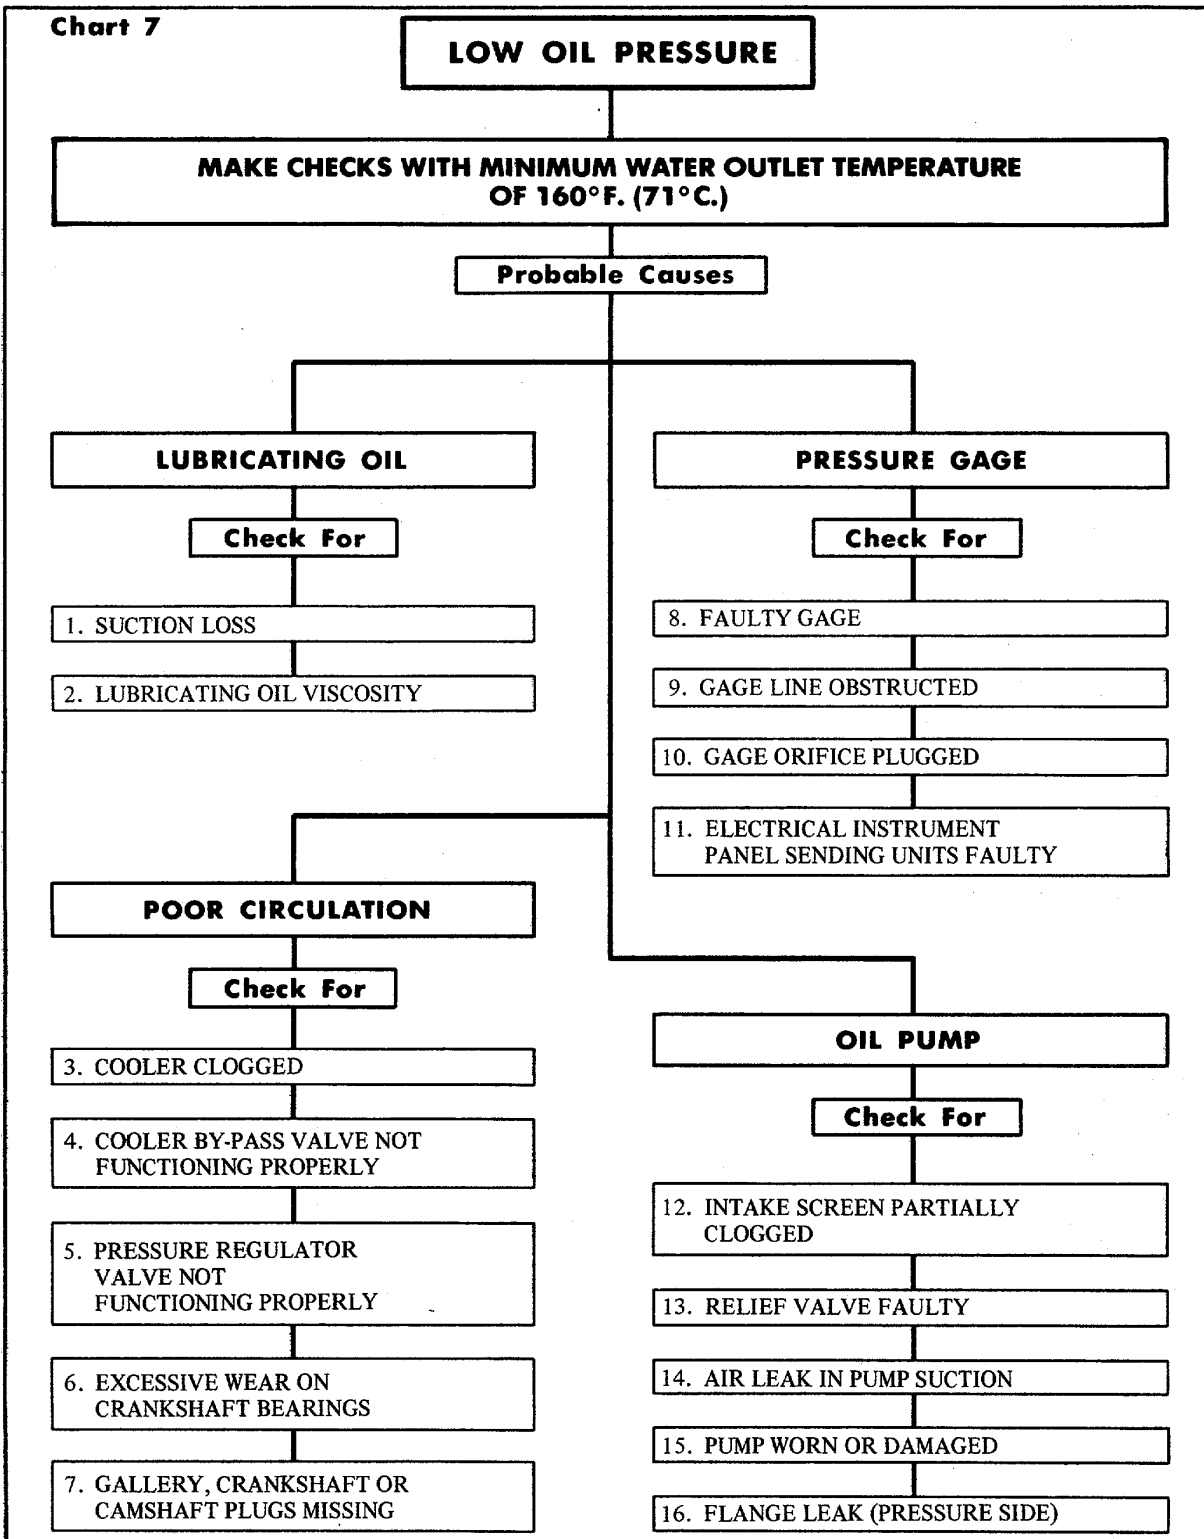 Chart 7
LOW OIL PRESSURE
MAKE CHECKS WITH MINIMUM WATER OUTLET TEMPERATURE
OF 160°F. (71°C.)
Probable Causes
LUBRICATING OIL
Check For
1. SUCTION LOSS
2. LUBRICATING OIL VISCOSITY
PRESSURE GAGE
Check For
8. FAULTY GAGE
9. GAGE LINE OBSTRUCTED
10. GAGE ORIFICE PLUGGED
11. ELECTRICAL INSTRUMENT
PANEL SENDING UNITS FAULTY
POOR CIRCULATION
Check For
3. COOLER CLOGGED
4. COOLER BY-PASS VALVE NOT
FUNCTIONING PROPERLY
5. PRESSURE REGULATOR
VALVE NOT
FUNCTIONING PROPERLY
6. EXCESSIVE WEAR ON
CRANKSHAFT BEARINGS
7. GALLERY, CRANKSHAFT OR
CAMSHAFT PLUGS MISSING
OIL PUMP
Check For
12. INTAKE SCREEN PARTIALLY
CLOGGED
13. RELIEF VALVE FAULTY
14. AIR LEAK IN PUMP SUCTION
15. PUMP WORN OR DAMAGED
16. FLANGE LEAK (PRESSURE SIDE)